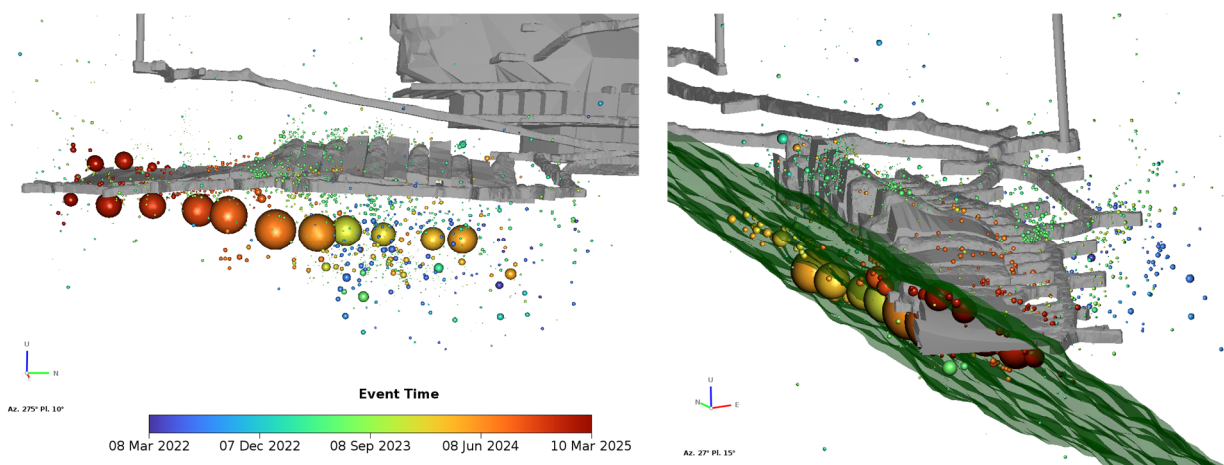 U
N
Az. 275° Pl. 10°
Event Time
08 Mar 2022 07 Dec 2022 08 Sep 2023 08 Jun 2024 10 Mar 2025
U
N E
Az. 27° Pl. 15°